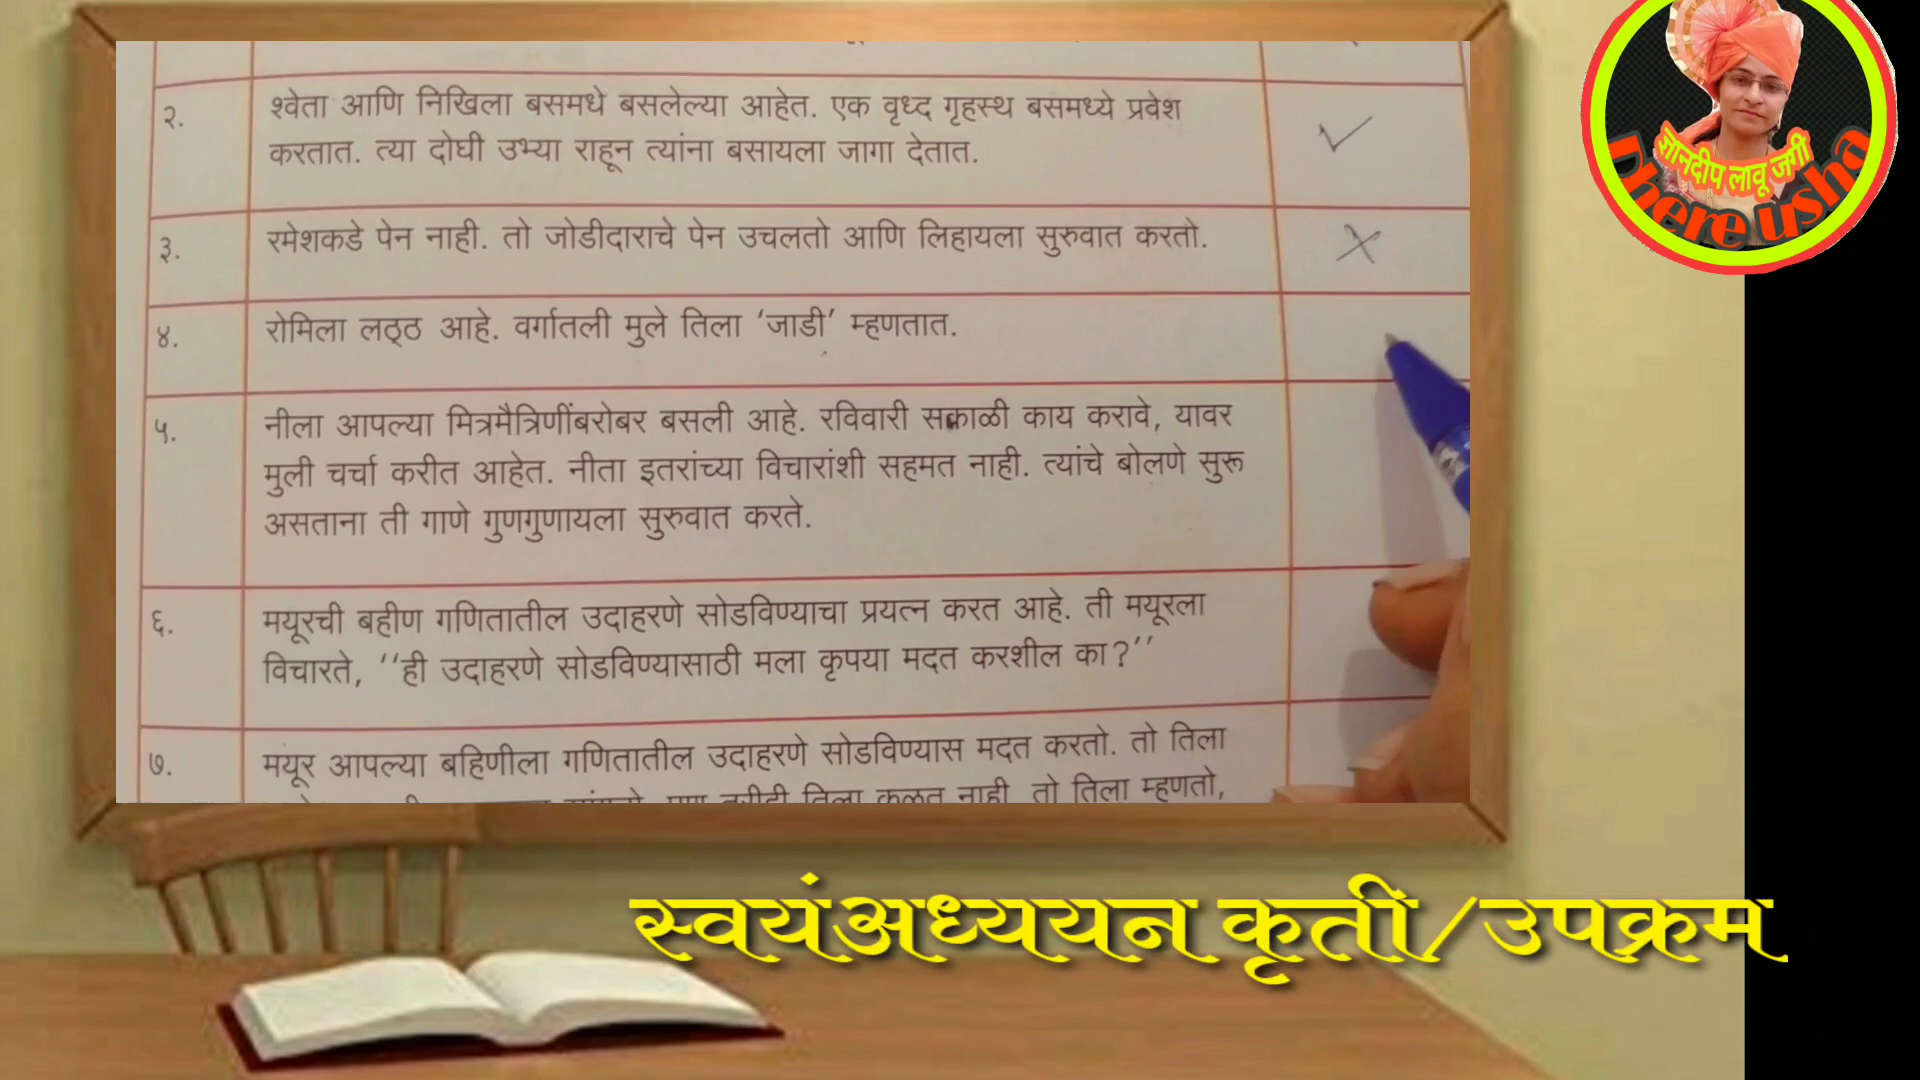 २.
श्वेता आणि निखिला बसमधे बसलेल्या आहेत. एक वृध्द गृहस्थ बसमध्ये प्रवेश
करतात. त्या दोघी उभ्या राहून त्यांना बसायला जागा देतात.
३.
रमेशकडे पेन नाही. तो जोडीदाराचे पेन उचलतो आणि लिहायला सुरुवात करतो.
४.
रोमिला लठ्ठ आहे. वर्गातली मुले तिला ‘जाडी’ म्हणतात.
५.
नीला आपल्या मित्रमैत्रिणींबरोबर बसली आहे. रविवारी सकाळी काय करावे, यावर
मुली चर्चा करीत आहेत. नीता इतरांच्या विचारांशी सहमत नाही. त्यांचे बोलणे सुरू
असताना ती गाणे गुणगुणायला सुरुवात करते.
६.
मयूरची बहीण गणितातील उदाहरणे सोडविण्याचा प्रयत्न करत आहे. ती मयूरला
विचारते, ‘‘ही उदाहरणे सोडविण्यासाठी मला कृपया मदत करशील का?’’
७.
मयूर आपल्या बहिणीला गणितातील उदाहरणे सोडविण्यास मदत करतो. तो तिला
तिला कळत नाही. तो तिला म्हणतो,
ज्ञानदीप लावू जगी
Dhere usha
स्वयंअध्ययन कृती/उपक्रम